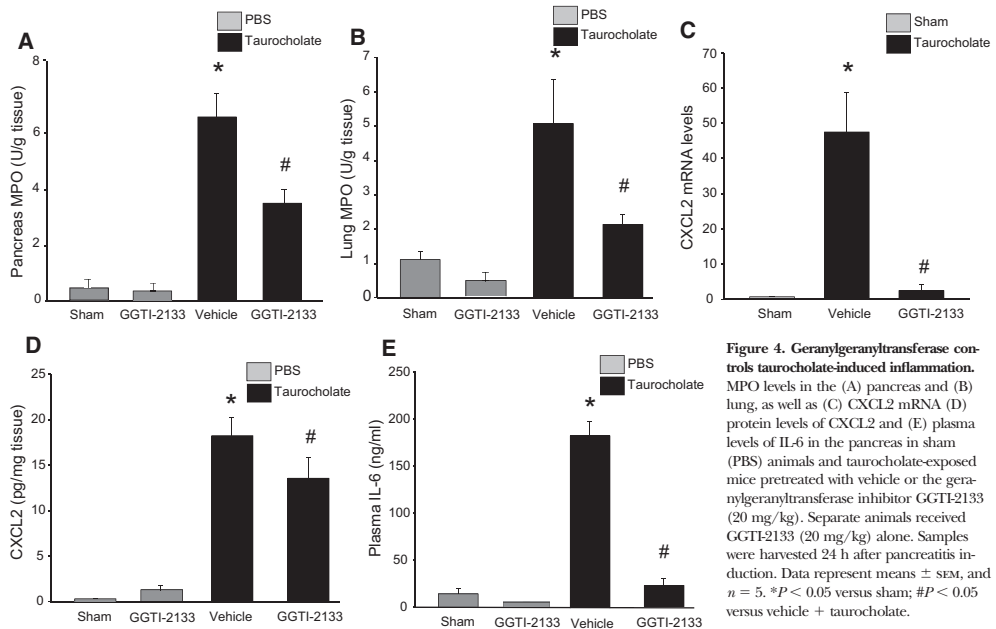 A
PBS
Taurocholate
Pancreas MPO (U/g tissue)
8
6
4
2
0
*
#
Sham
GGTI-2133
Vehicle
GGTI-2133
B
PBS
Taurocholate
Lung MPO (U/g tissue)
7
6
5
4
3
2
1
0
*
#
Sham
GGTI-2133
Vehicle
GGTI-2133
C
Sham
Taurocholate
CXCL2 mRNA levels
70
60
50
40
30
20
10
0
*
#
Sham
Vehicle
GGTI-2133
D
PBS
Taurocholate
CXCL2 (pg/mg tissue)
25
20
15
10
5
0
*
#
Sham
GGTI-2133
Vehicle
GGTI-2133
E
PBS
Taurocholate
Plasma IL-6 (ng/ml)
250
200
150
100
50
0
*
#
Sham
GGTI-2133
Vehicle
GGTI-2133
Figure 4. Geranylgeranyltransferase con-
trols taurocholate-induced inflammation.
MPO levels in the (A) pancreas and (B)
lung, as well as (C) CXCL2 mRNA (D)
protein levels of CXCL2 and (E) plasma
levels of IL-6 in the pancreas in sham
(PBS) animals and taurocholate-exposed
mice pretreated with vehicle or the gera-
nylgeranyltransferase inhibitor GGTI-2133
(20 mg/kg). Separate animals received
GGTI-2133 (20 mg/kg) alone. Samples
were harvested 24 h after pancreatitis in-
duction. Data represent means ± SEM, and
n = 5. *P < 0.05 versus sham; #P < 0.05
versus vehicle + taurocholate.